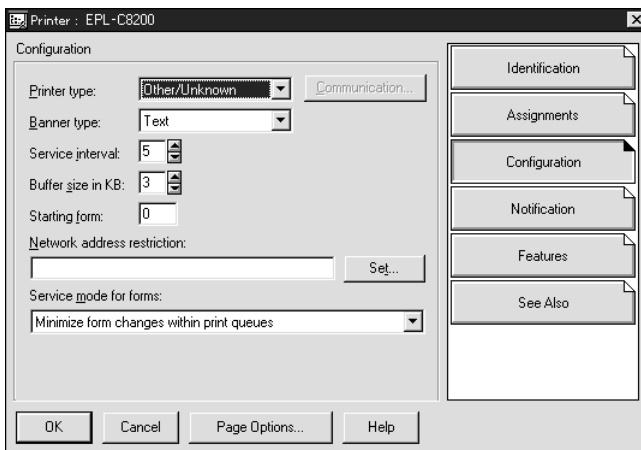 Printer : EPL-C8200
Configuration
Printer type: Other/Unknown Communication...
Banner type: Text
Service interval: 5
Buffer size in KB: 3
Starting form: 0
Network address restriction:
Set...
Service mode for forms:
Minimize form changes within print queues
Identification
Assignments
Configuration
Notification
Features
See Also
OK Cancel Page Options... Help